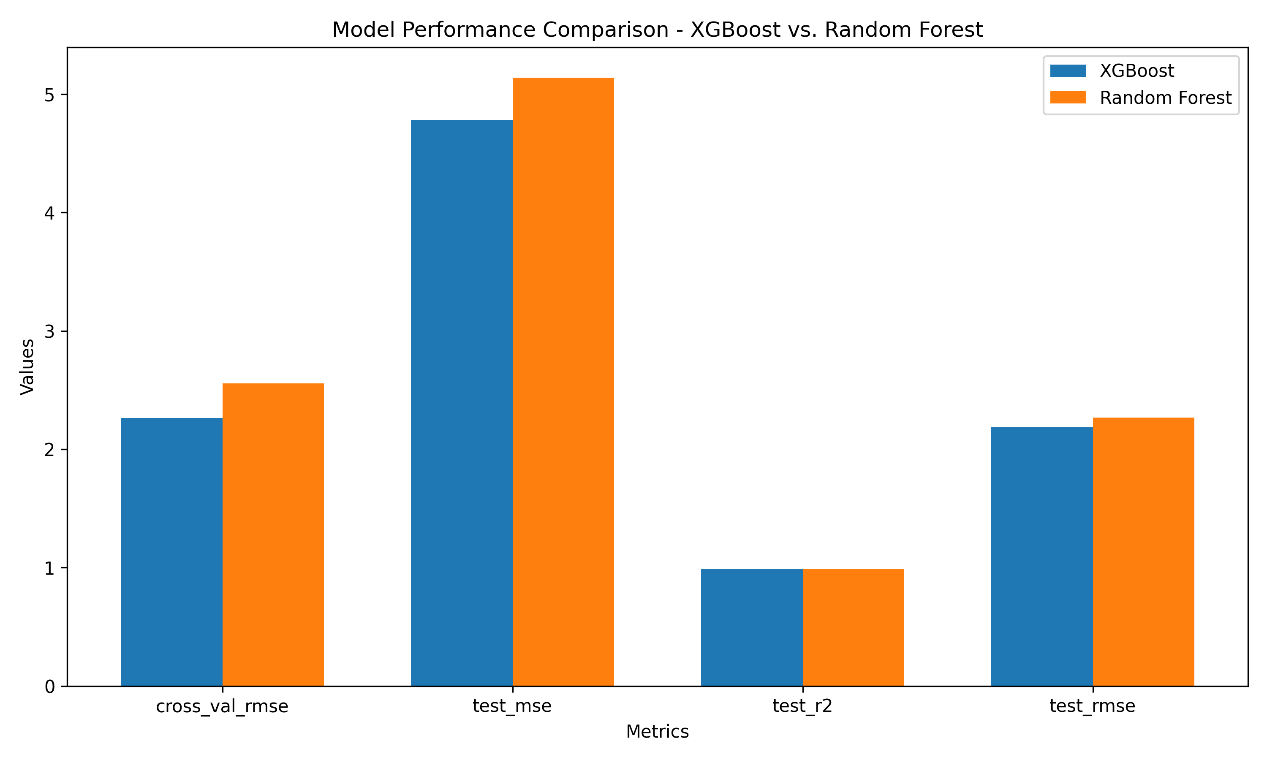 Model Performance Comparison - XGBoost vs. Random Forest
XGBoost
Random Forest
Values
5
4
3
2
1
0
cross_val_rmse
test_mse
test_r2
test_rmse
Metrics